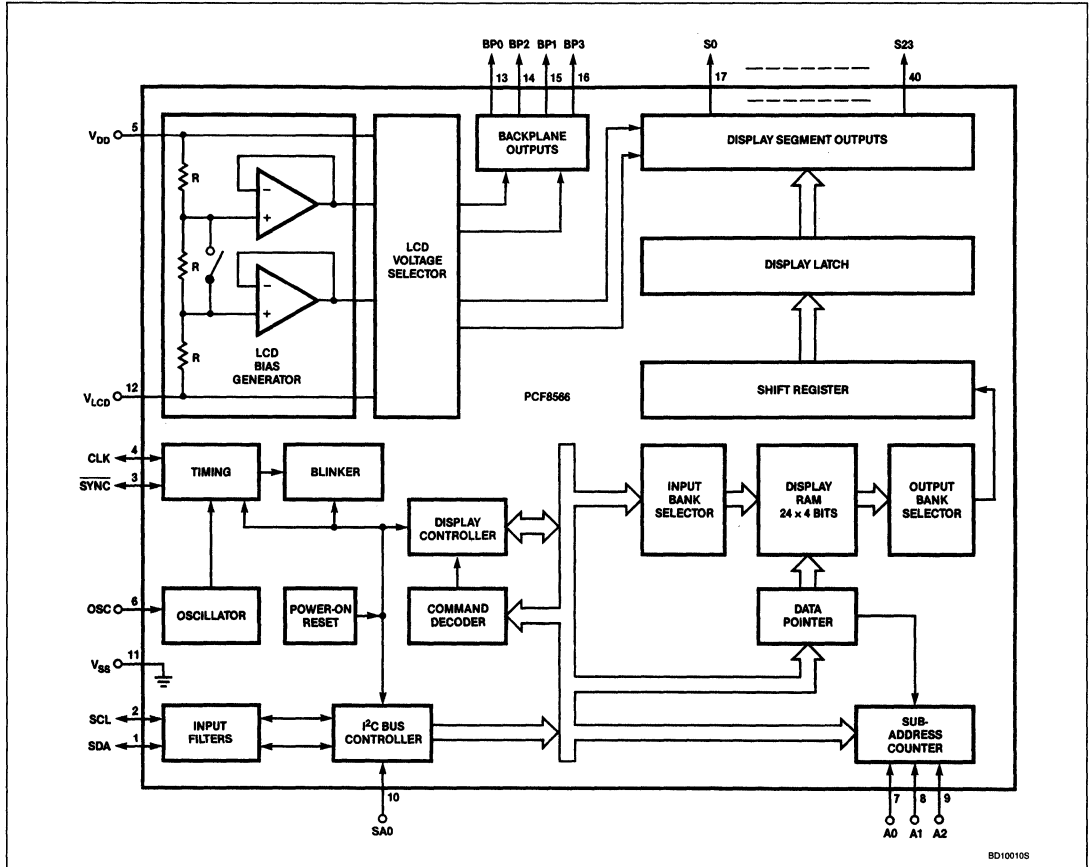 BP0 BP2 BP1 BP3
13 14 15 16
S0 S23
17 40
VDD 5
R
R
R
LCD
BIAS
GENERATOR
VLCD 12
LCD
VOLTAGE
SELECTOR
BACKPLANE
OUTPUTS
DISPLAY SEGMENT OUTPUTS
DISPLAY LATCH
SHIFT REGISTER
PCF8566
CLK 4
SYNC 3
TIMING
BLINKER
DISPLAY
CONTROLLER
INPUT
BANK
SELECTOR
DISPLAY
RAM
24 x 4 BITS
OUTPUT
BANK
SELECTOR
OSC 6
OSCILLATOR
POWER-ON
RESET
COMMAND
DECODER
DATA
POINTER
VSS 11
SCL 2
SDA 1
INPUT
FILTERS
I²C BUS
CONTROLLER
SUB-
ADDRESS
COUNTER
10
SA0
7 8 9
A0 A1 A2
BD10010S